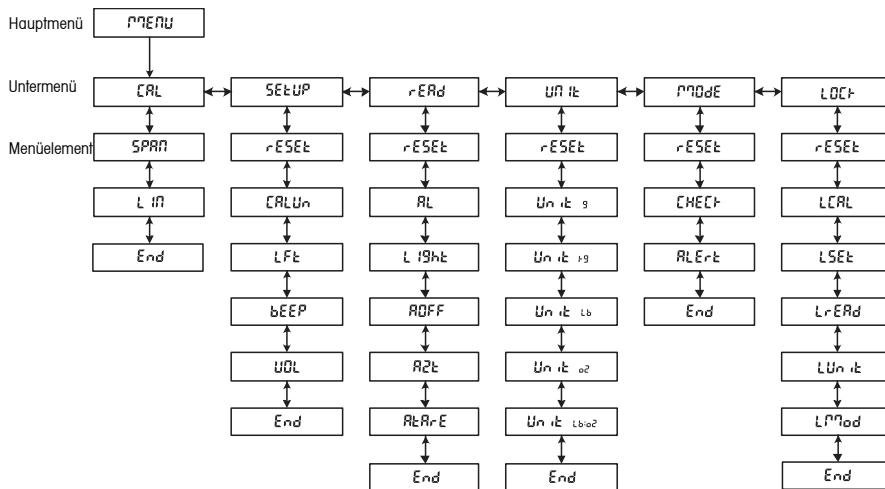 Hauptmenü MENU
Untermenü CAL SEtUP rEAd UNIt MOdE LOCk
Menüelement SPAN rESEt rESEt rESEt rESEt rESEt
LIN CALUn AL Unit g CHECk LCAL
End LFt LIght Unit kg ALErt LSEt
bEEP AOFF Unit Lb End LrEAd
VOL AZt Unit oz LUnit
End AtArE Unit Lb:oz LMod
End End End